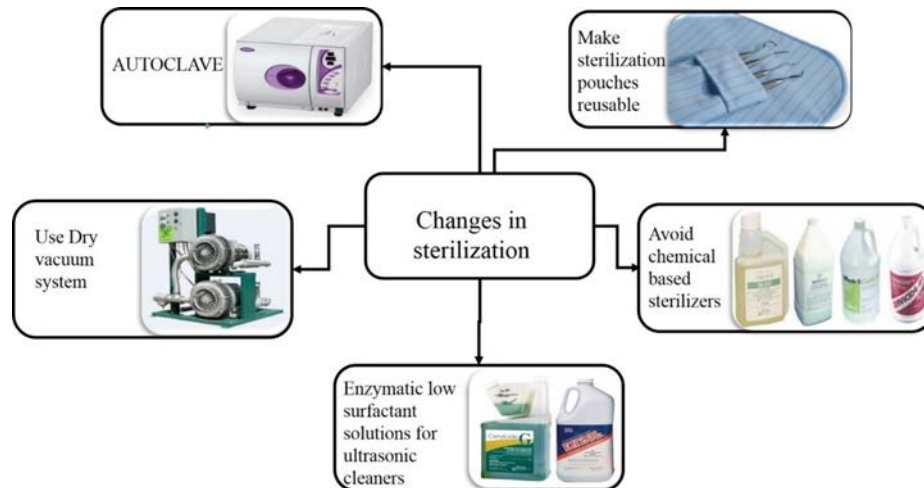 AUTOCLAVE
Make
sterilization
pouches
reusable
Changes in
sterilization
Use Dry
vacuum
system
Avoid
chemical
based
sterilizers
Enzymatic low
surfactant
solutions for
ultrasonic
cleaners
G
ENZOL